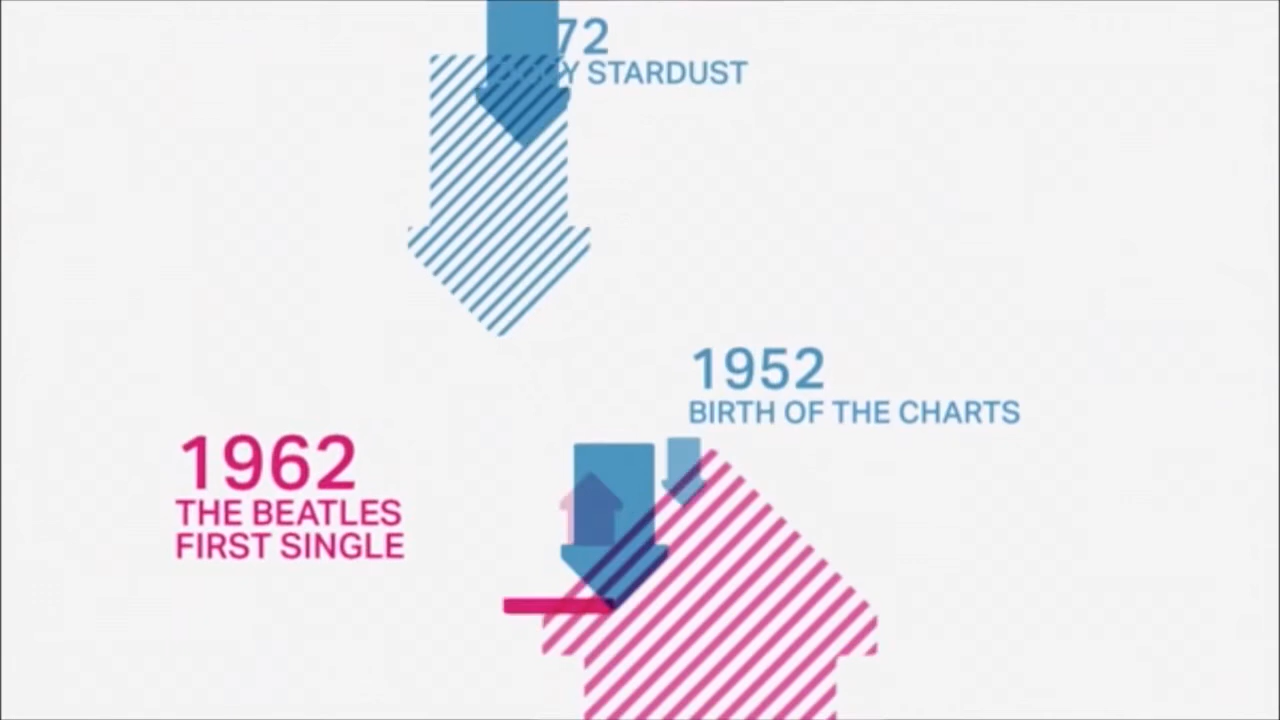 72
STARDUST
1952
BIRTH OF THE CHARTS
1962
THE BEATLES
FIRST SINGLE